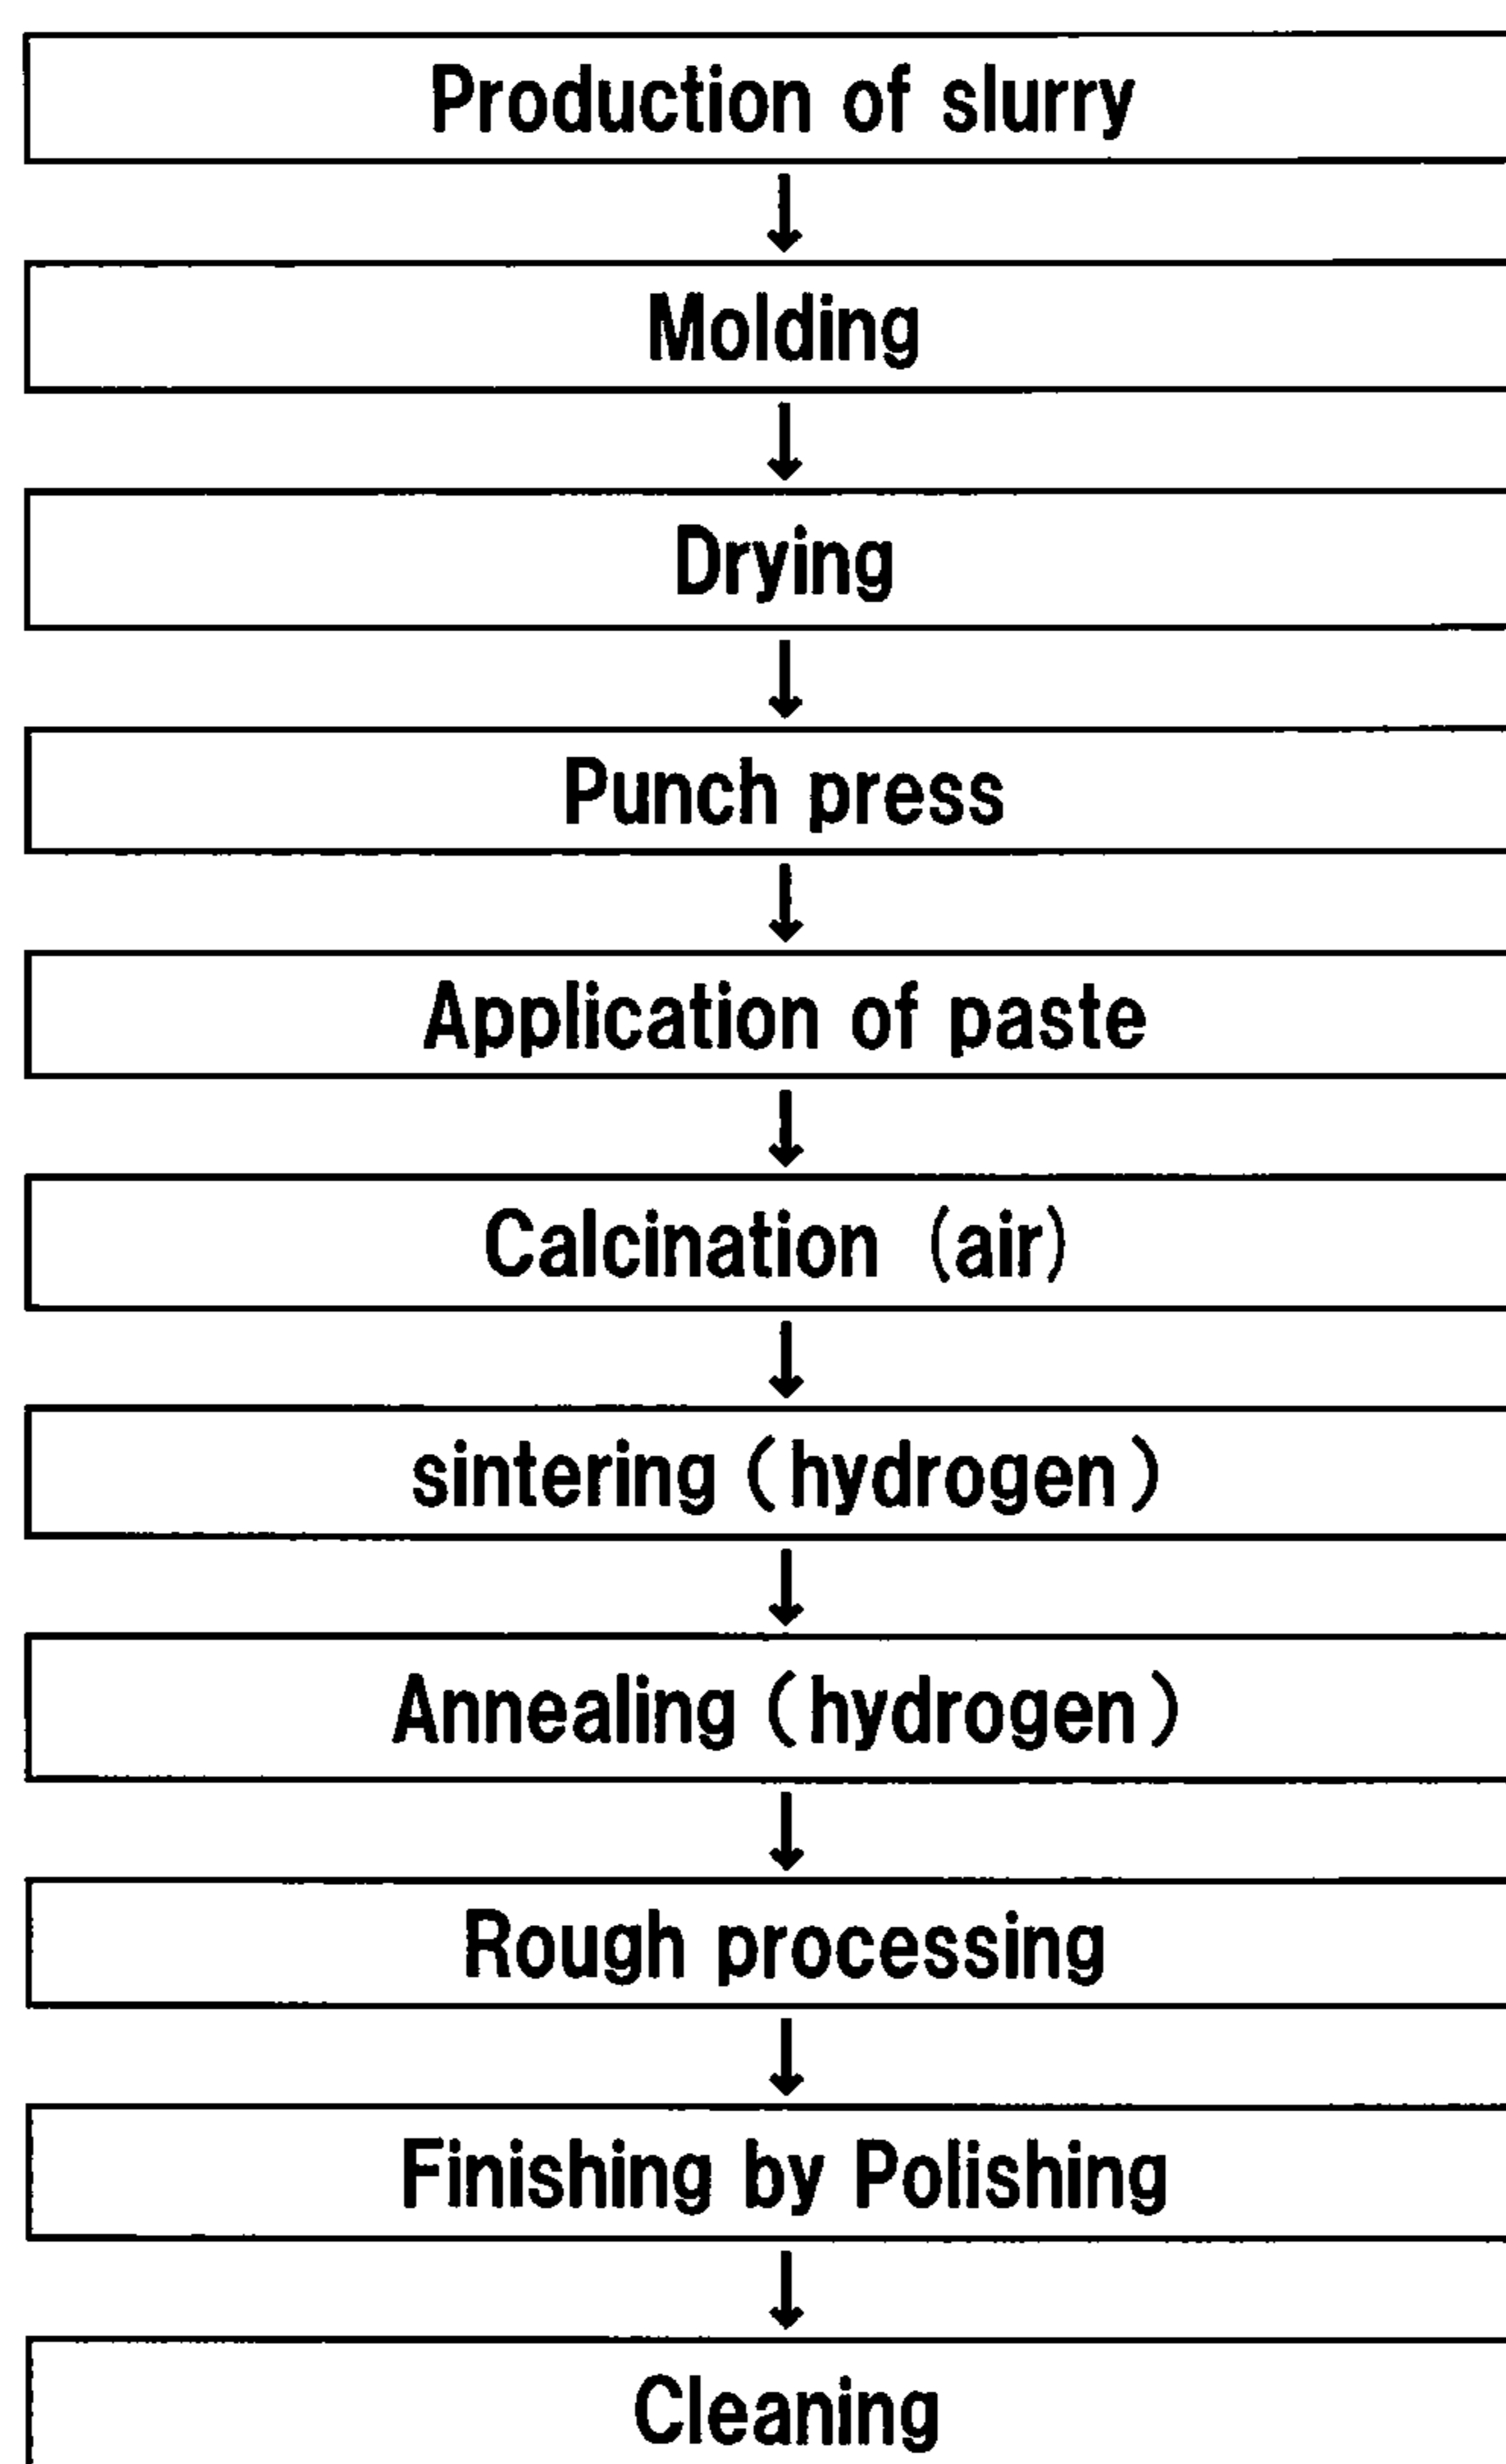 Production of slurry
Molding
Drying
Punch press
Application of paste
Calcination (air)
sintering (hydrogen)
Annealing (hydrogen)
Rough processing
Finishing by Polishing
Cleaning